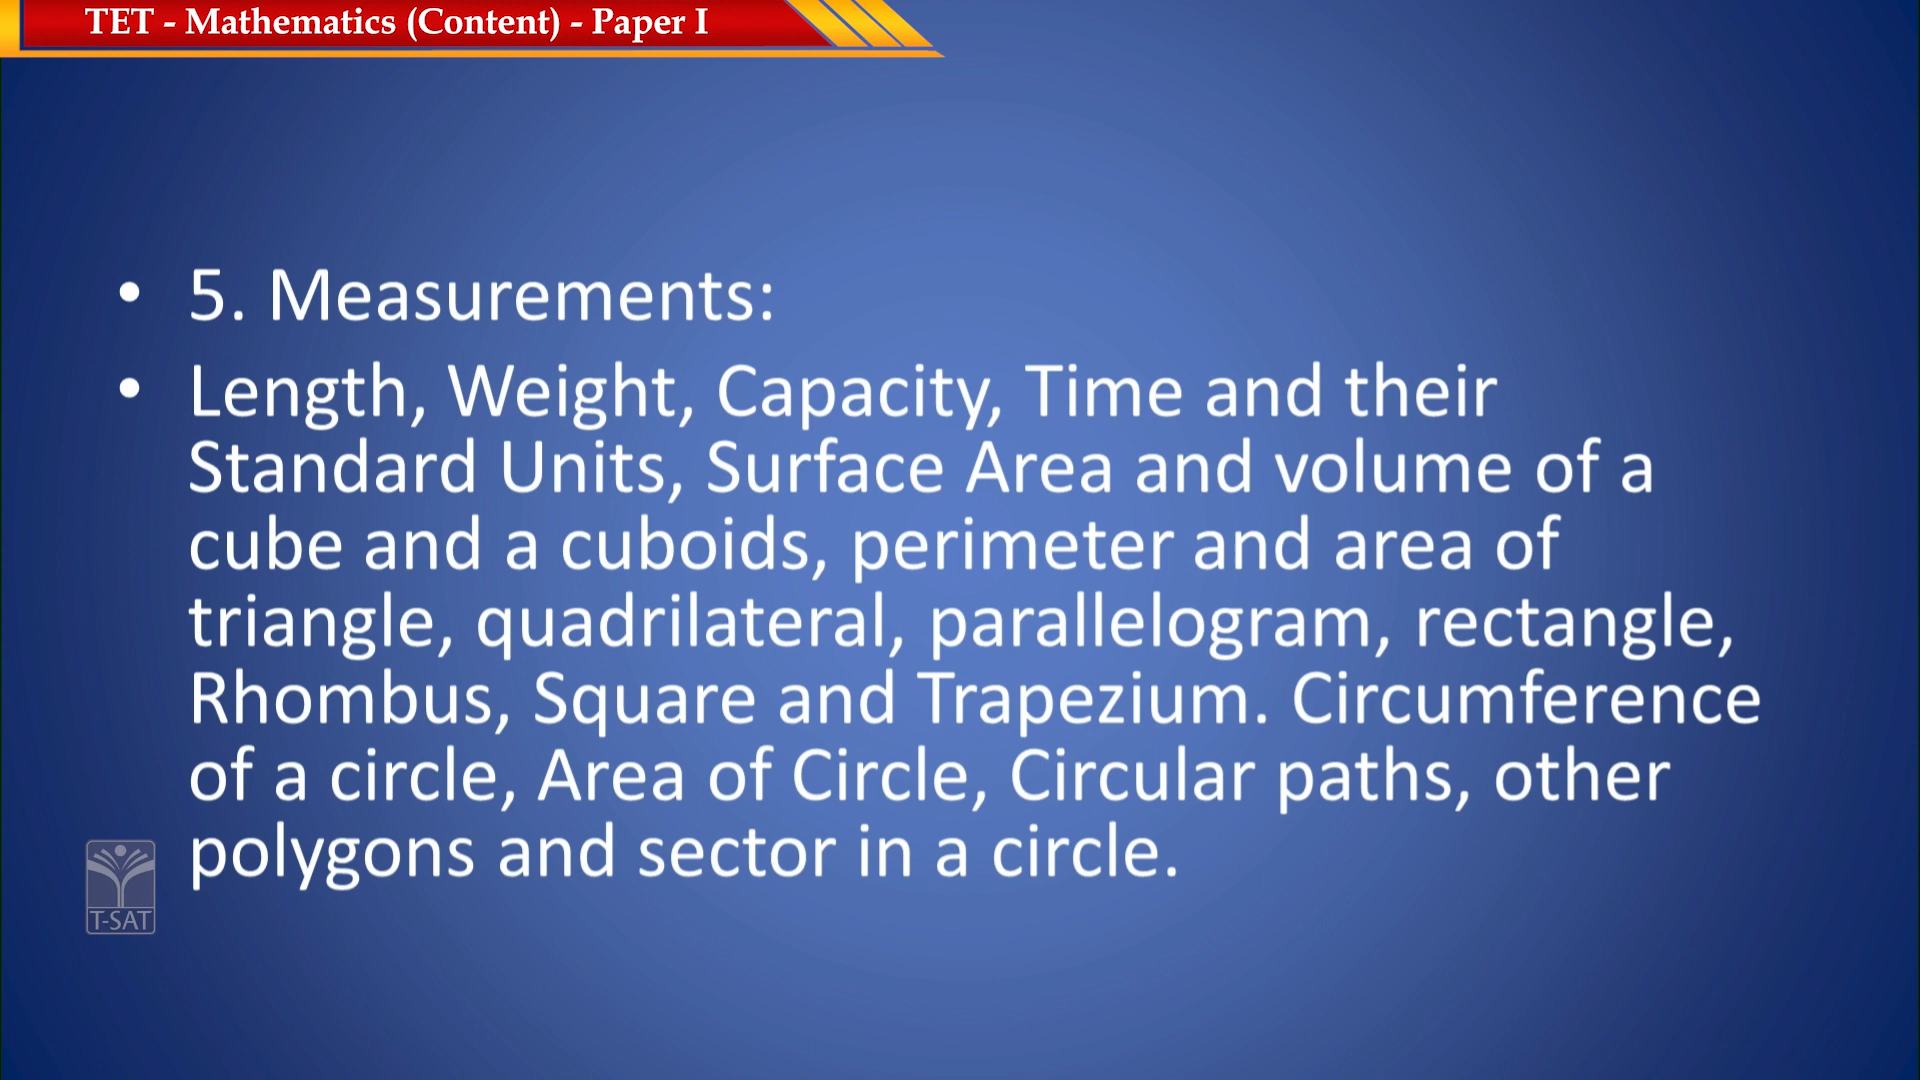 TET - Mathematics (Content) - Paper I
• 5. Measurements:
• Length, Weight, Capacity, Time and their
Standard Units, Surface Area and volume of a
cube and a cuboids, perimeter and area of
triangle, quadrilateral, parallelogram, rectangle,
Rhombus, Square and Trapezium. Circumference
of a circle, Area of Circle, Circular paths, other
polygons and sector in a circle.
T-SAT